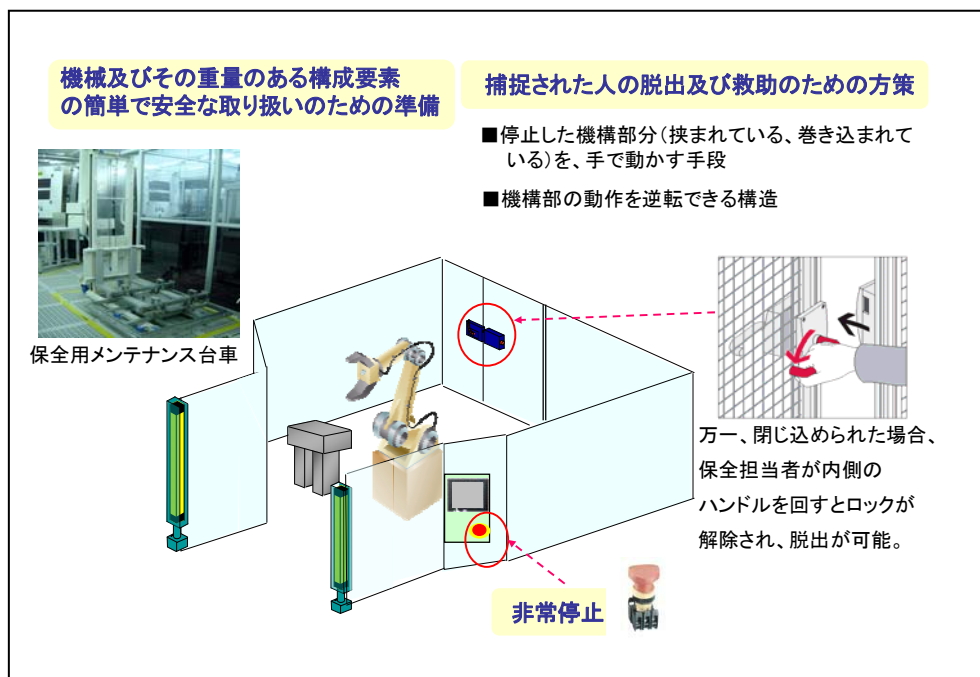 機械及びその重量のある構成要素
の簡単で安全な取り扱いのための準備
捕捉された人の脱出及び救助のための方策
■停止した機構部分(挟まれている、巻き込まれて
いる)を、手で動かす手段
■機構部の動作を逆転できる構造
保全用メンテナンス台車
万一、閉じ込められた場合、
保全担当者が内側の
ハンドルを回すとロックが
解除され、脱出が可能。
非常停止